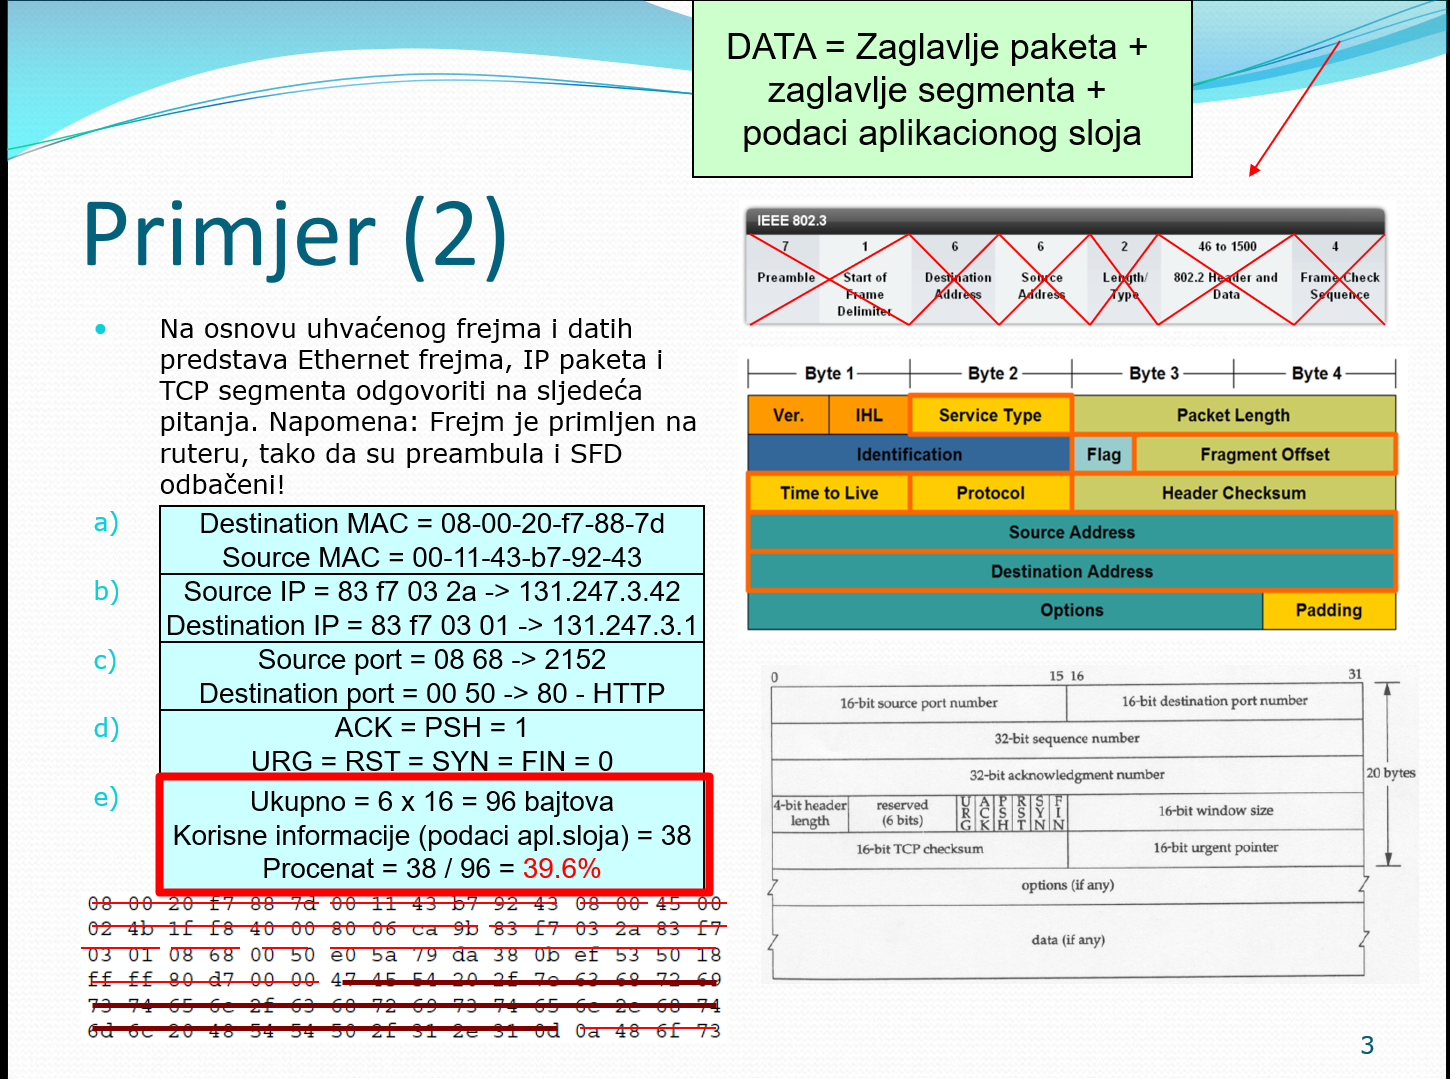 DATA = Zaglavlje paketa +
zaglavlje segmenta +
podaci aplikacionog sloja
Primjer (2)
• Na osnovu uhvaćenog frejma i datih
predstava Ethernet frejma, IP paketa i
TCP segmenta odgovoriti na sljedeća
pitanja. Napomena: Frejm je primljen na
ruteru, tako da su preambula i SFD
odbačeni!
a) Destination MAC = 08-00-20-f7-88-7d
Source MAC = 00-11-43-b7-92-43
b) Source IP = 83 f7 03 2a -> 131.247.3.42
Destination IP = 83 f7 03 01 -> 131.247.3.1
c) Source port = 08 68 -> 2152
Destination port = 00 50 -> 80 - HTTP
d) ACK = PSH = 1
URG = RST = SYN = FIN = 0
e) Ukupno = 6 x 16 = 96 bajtova
Korisne informacije (podaci apl.sloja) = 38
Procenat = 38 / 96 = 39.6%
08 00 20 f7 88 7d 00 11 43 b7 92 43 08 00 45 00
02 4b 1f f8 40 00 80 06 ca 9b 83 f7 03 2a 83 f7
03 01 08 68 00 50 e0 5a 79 da 38 0b ef 53 50 18
ff ff 80 d7 00 00 47 45 54 20 2f 7e 63 68 72 69
73 74 65 6e 2f 63 68 72 69 73 74 65 6e 2e 68 74
6d 6c 20 48 54 54 50 2f 31 2e 31 0d 0a 48 6f 73
IEEE 802.3
7 1 6 6 2 46 to 1500 4
Preamble Start of Destination Source Length/ 802.2 Header and Frame Check
Frame Address Address Type Data Sequence
Delimiter
Byte 1 Byte 2 Byte 3 Byte 4
Ver. IHL Service Type Packet Length
Identification Flag Fragment Offset
Time to Live Protocol Header Checksum
Source Address
Destination Address
Options Padding
0 15 16 31
16-bit source port number 16-bit destination port number
32-bit sequence number
32-bit acknowledgment number
20 bytes
4-bit header reserved U A P R S F 16-bit window size
length (6 bits) R C S S Y I
G K H T N N
16-bit TCP checksum 16-bit urgent pointer
options (if any)
data (if any)
3